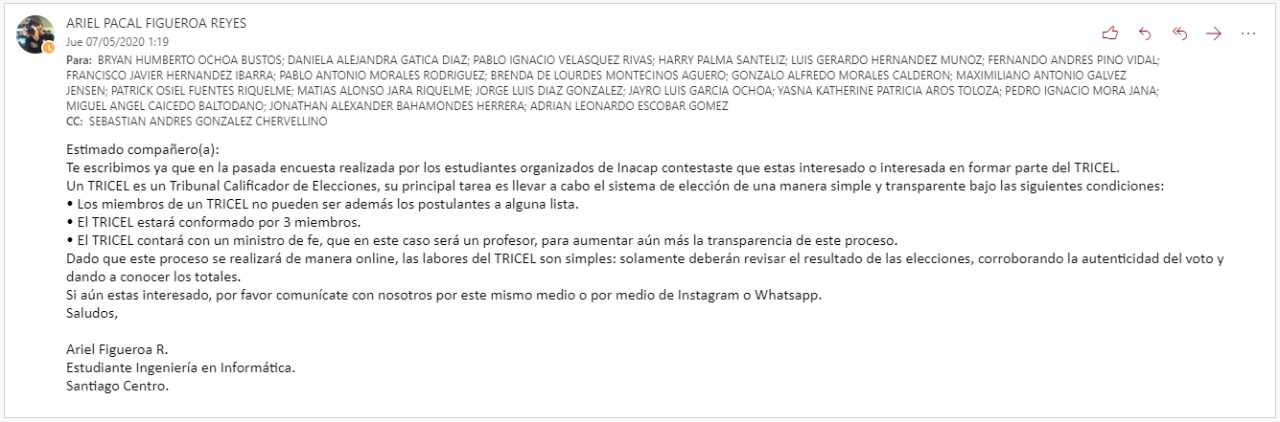 ARIEL PACAL FIGUEROA REYES
Jue 07/05/2020 1:19
Para: BRYAN HUMBERTO OCHOA BUSTOS; DANIELA ALEJANDRA GATICA DIAZ; PABLO IGNACIO VELASQUEZ RIVAS; HARRY PALMA SANTELIZ; LUIS GERARDO HERNANDEZ MUNOZ; FERNANDO ANDRES PINO VIDAL;
FRANCISCO JAVIER HERNANDEZ IBARRA; PABLO ANTONIO MORALES RODRIGUEZ; BRENDA DE LOURDES MONTECINOS AGUERO; GONZALO ALFREDO MORALES CALDERON; MAXIMILIANO ANTONIO GALVEZ
JENSEN; PATRICK OSIEL FUENTES RIQUELME; MATIAS ALONSO JARA RIQUELME; JORGE LUIS DIAZ GONZALEZ; JAYRO LUIS GARCIA OCHOA; YASNA KATHERINE PATRICIA AROS TOLOZA; PEDRO IGNACIO MORA JANA;
MIGUEL ANGEL CAICEDO BALTODANO; JONATHAN ALEXANDER BAHAMONDES HERRERA; ADRIAN LEONARDO ESCOBAR GOMEZ
CC: SEBASTIAN ANDRES GONZALEZ CHERVELLINO
Estimado compañero(a):
Te escribimos ya que en la pasada encuesta realizada por los estudiantes organizados de Inacap contestaste que estas interesado o interesada en formar parte del TRICEL.
Un TRICEL es un Tribunal Calificador de Elecciones, su principal tarea es llevar a cabo el sistema de elección de una manera simple y transparente bajo las siguientes condiciones:
• Los miembros de un TRICEL no pueden ser además los postulantes a alguna lista.
• El TRICEL estará conformado por 3 miembros.
• El TRICEL contará con un ministro de fe, que en este caso será un profesor, para aumentar aún más la transparencia de este proceso.
Dado que este proceso se realizará de manera online, las labores del TRICEL son simples: solamente deberán revisar el resultado de las elecciones, corroborando la autenticidad del voto y
dando a conocer los totales.
Si aún estas interesado, por favor comunícate con nosotros por este mismo medio o por medio de Instagram o Whatsapp.
Saludos,
Ariel Figueroa R.
Estudiante Ingeniería en Informática.
Santiago Centro.